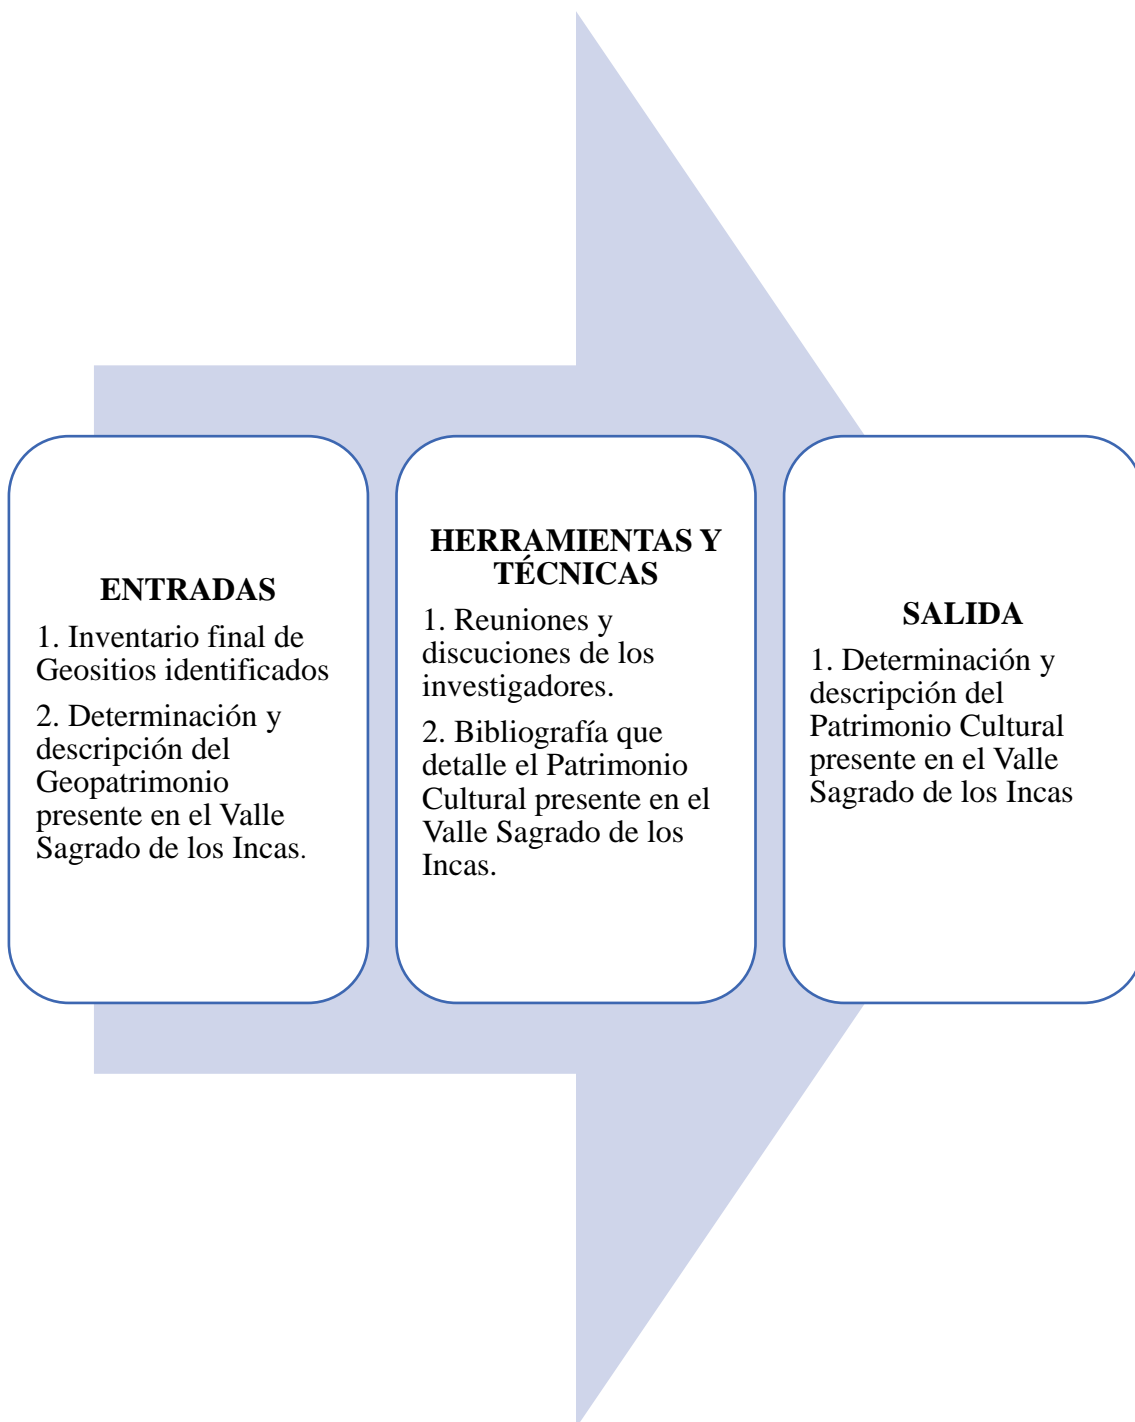 ENTRADAS
1. Inventario final de
Geositios identificados
2. Determinación y
descripción del
Geopatrimonio
presente en el Valle
Sagrado de los Incas.
HERRAMIENTAS Y
TÉCNICAS
1. Reuniones y
discuciones de los
investigadores.
2. Bibliografía que
detalle el Patrimonio
Cultural presente en el
Valle Sagrado de los
Incas.
SALIDA
1. Determinación y
descripción del
Patrimonio Cultural
presente en el Valle
Sagrado de los Incas